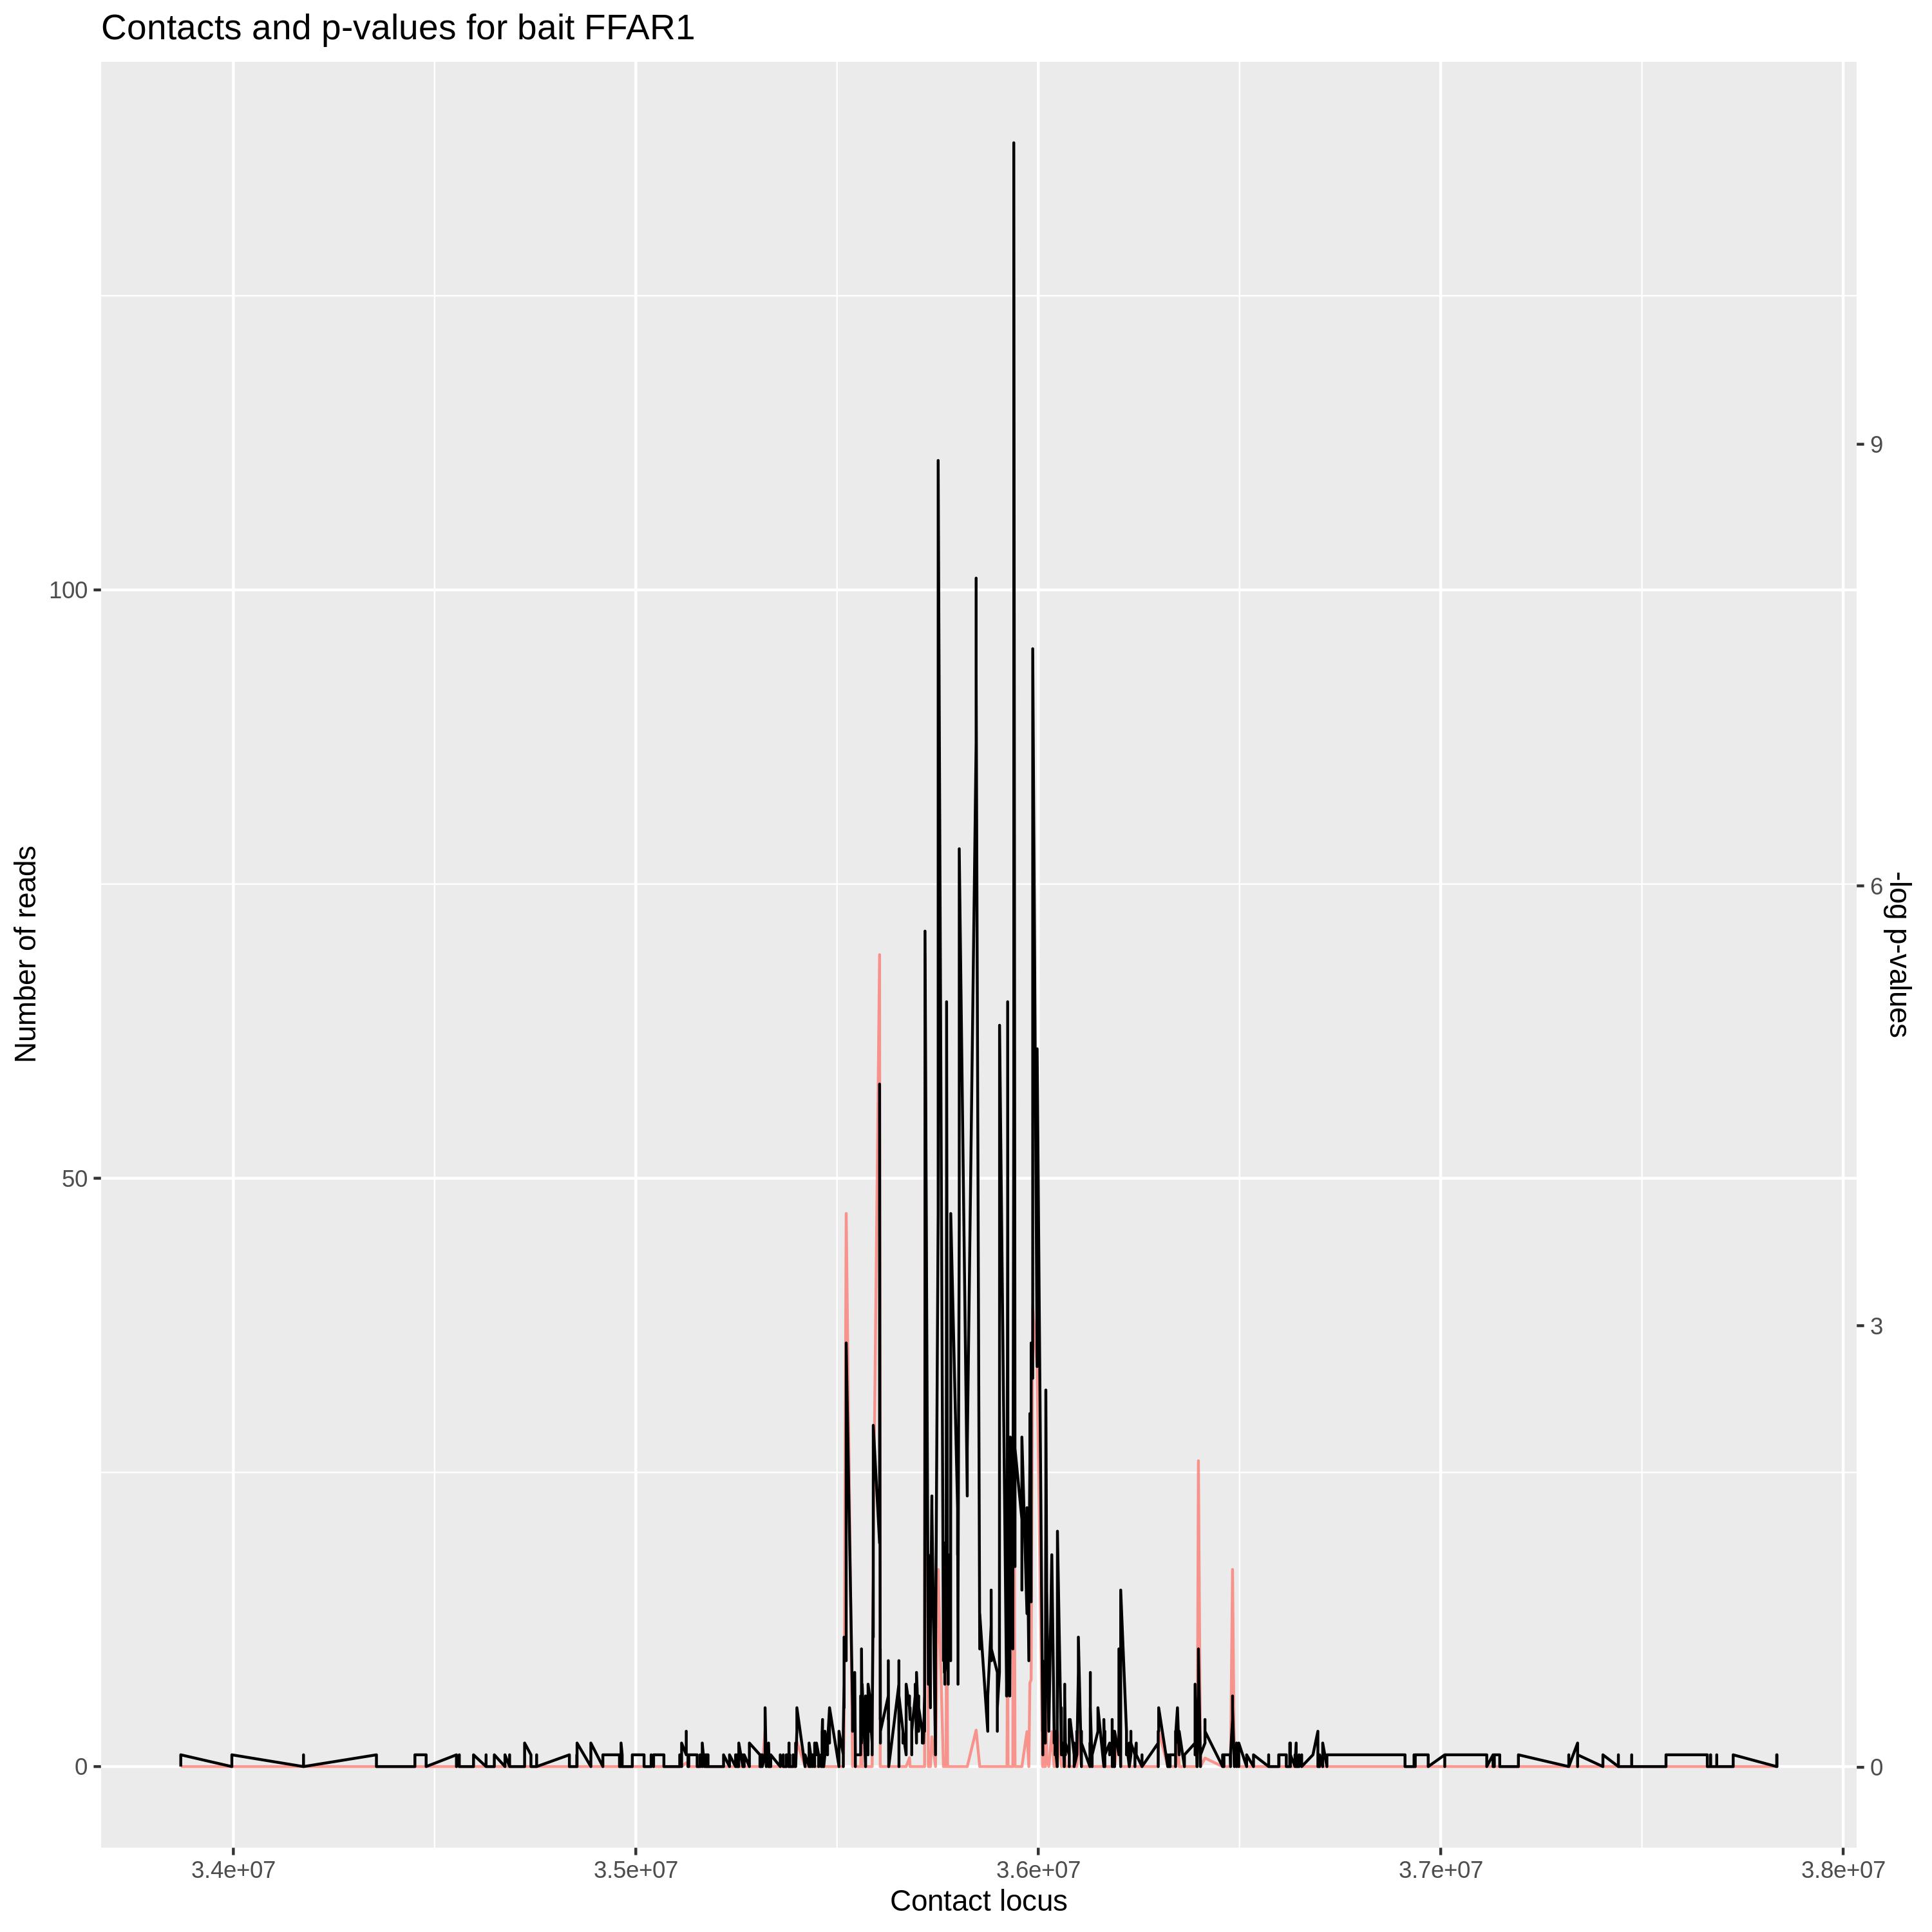 Contacts and p-values for bait FFAR1
Number of reads
100
50
0
9
6
3
0
-log p-values
3.4e+07 3.5e+07 3.6e+07 3.7e+07 3.8e+07
Contact locus